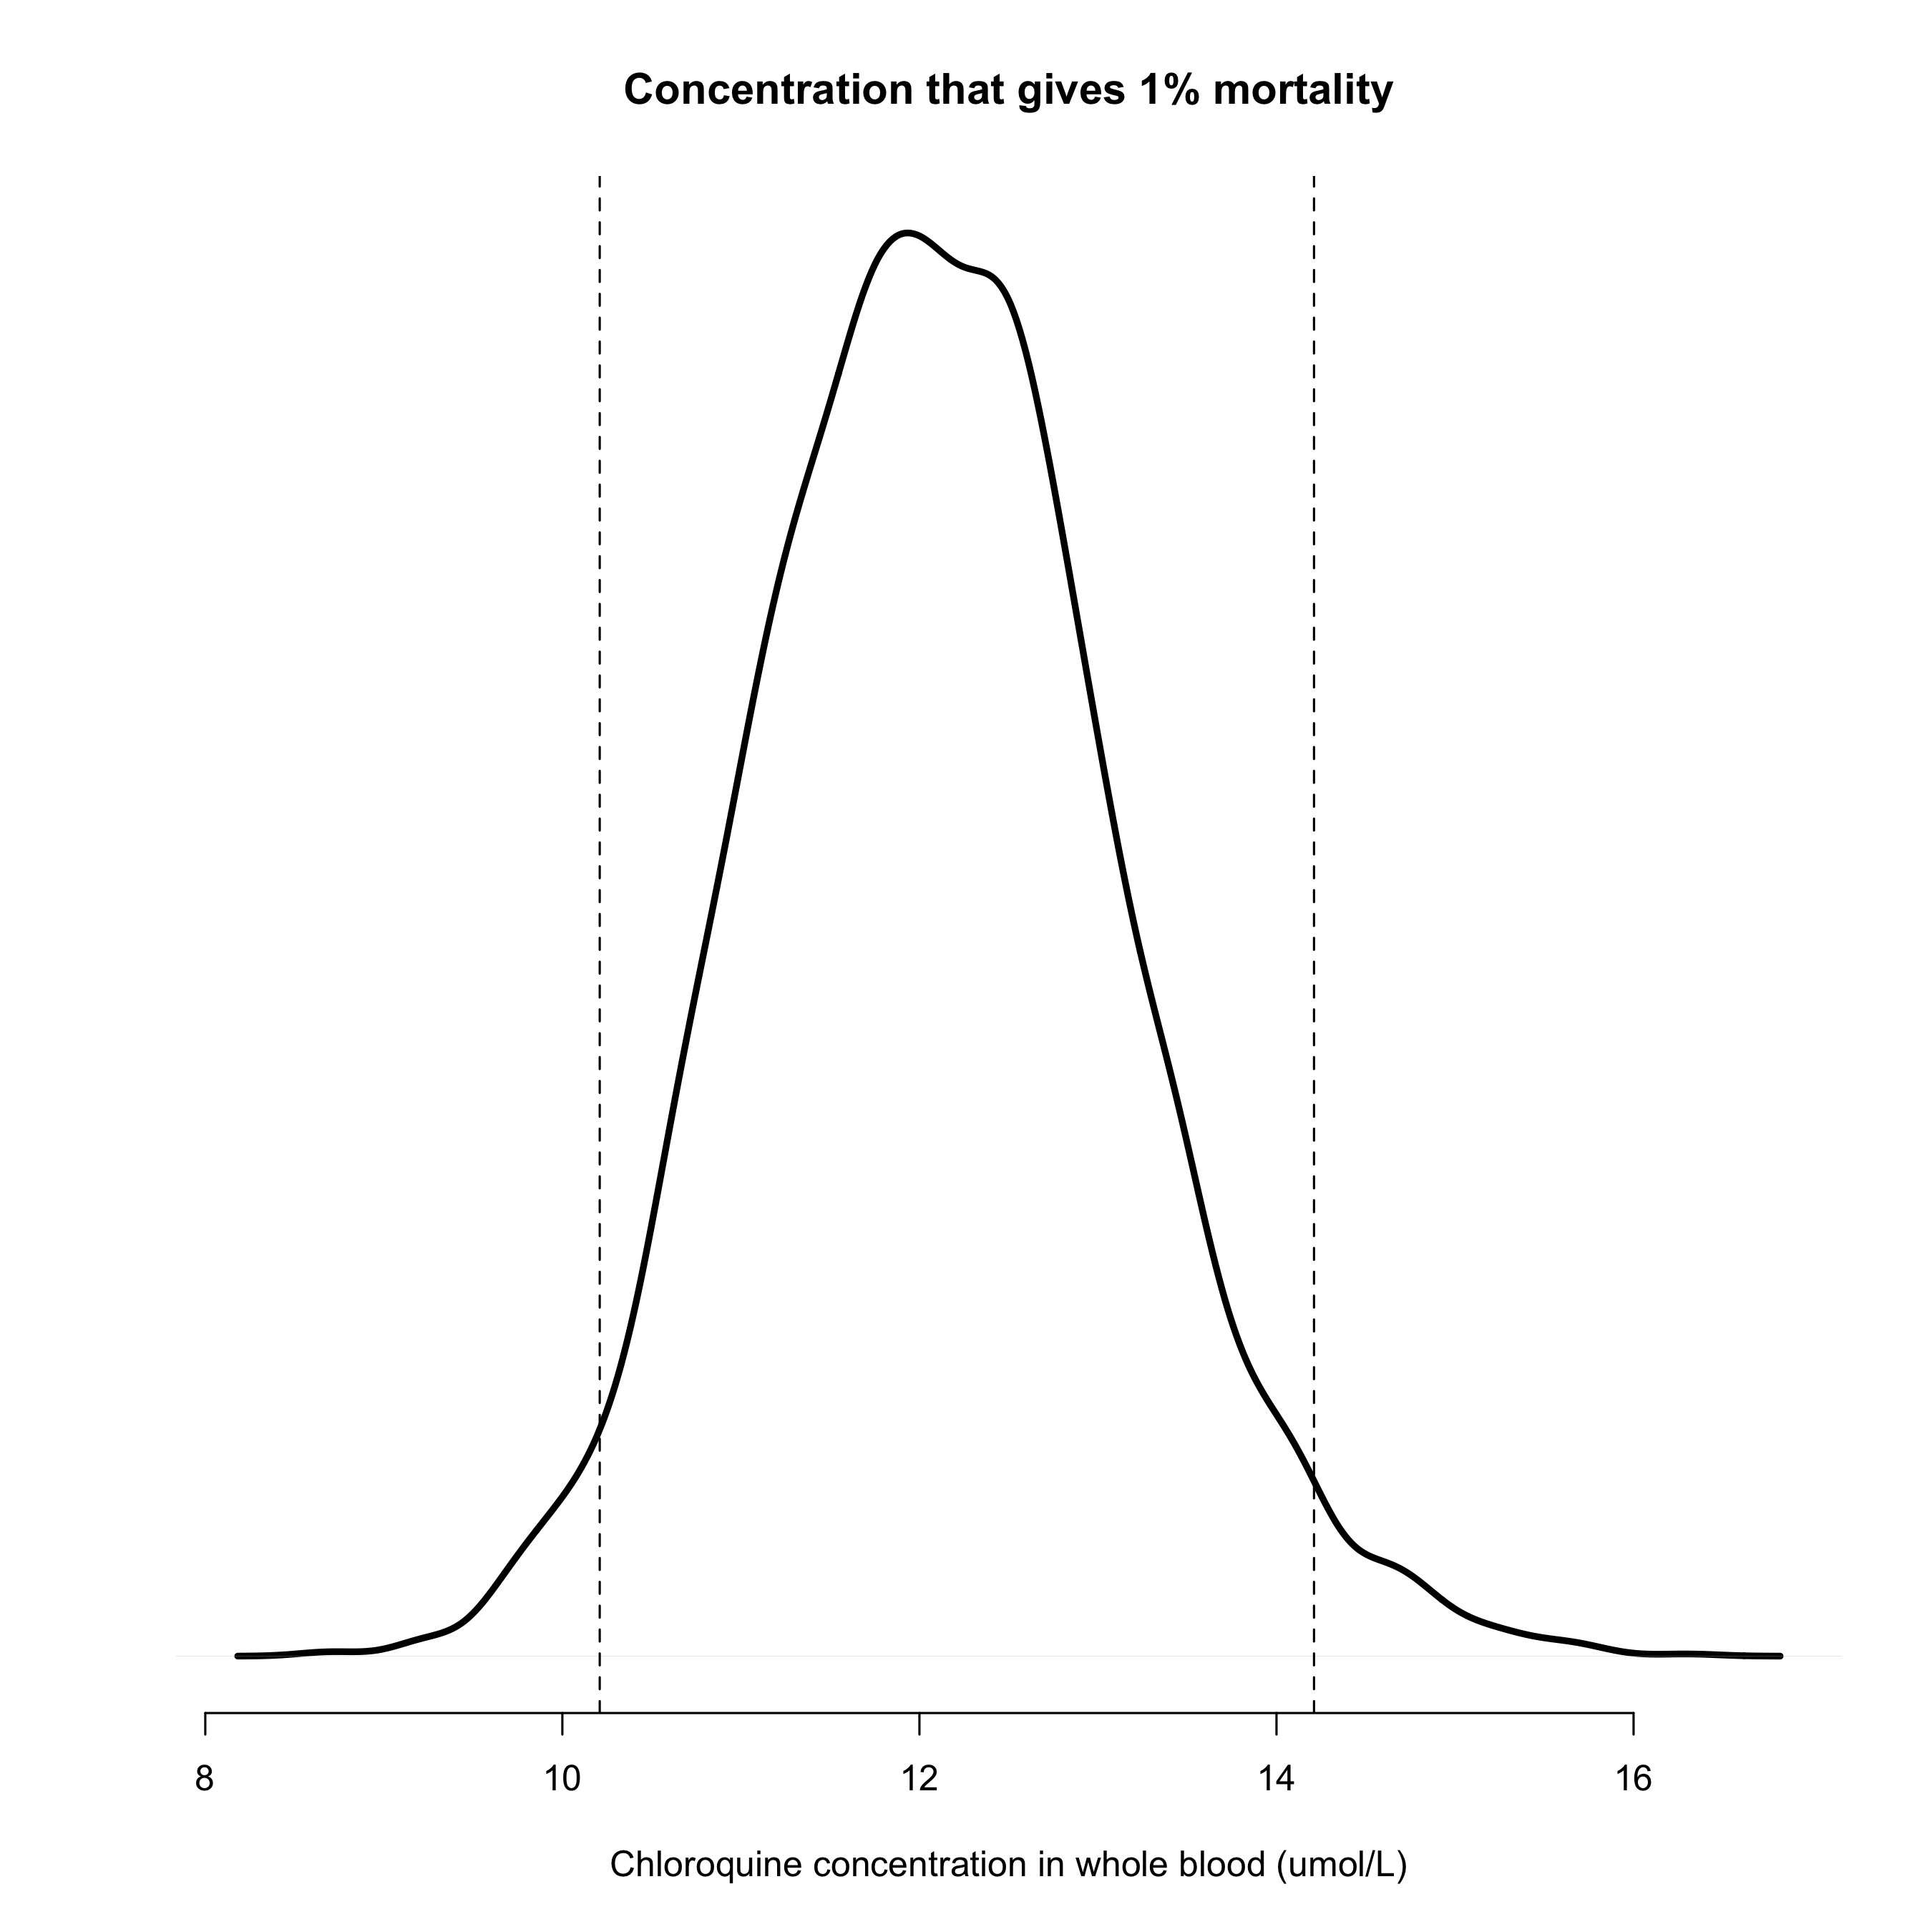 Concentration that gives 1% mortality
8 10 12 14 16
Chloroquine concentration in whole blood (umol/L)